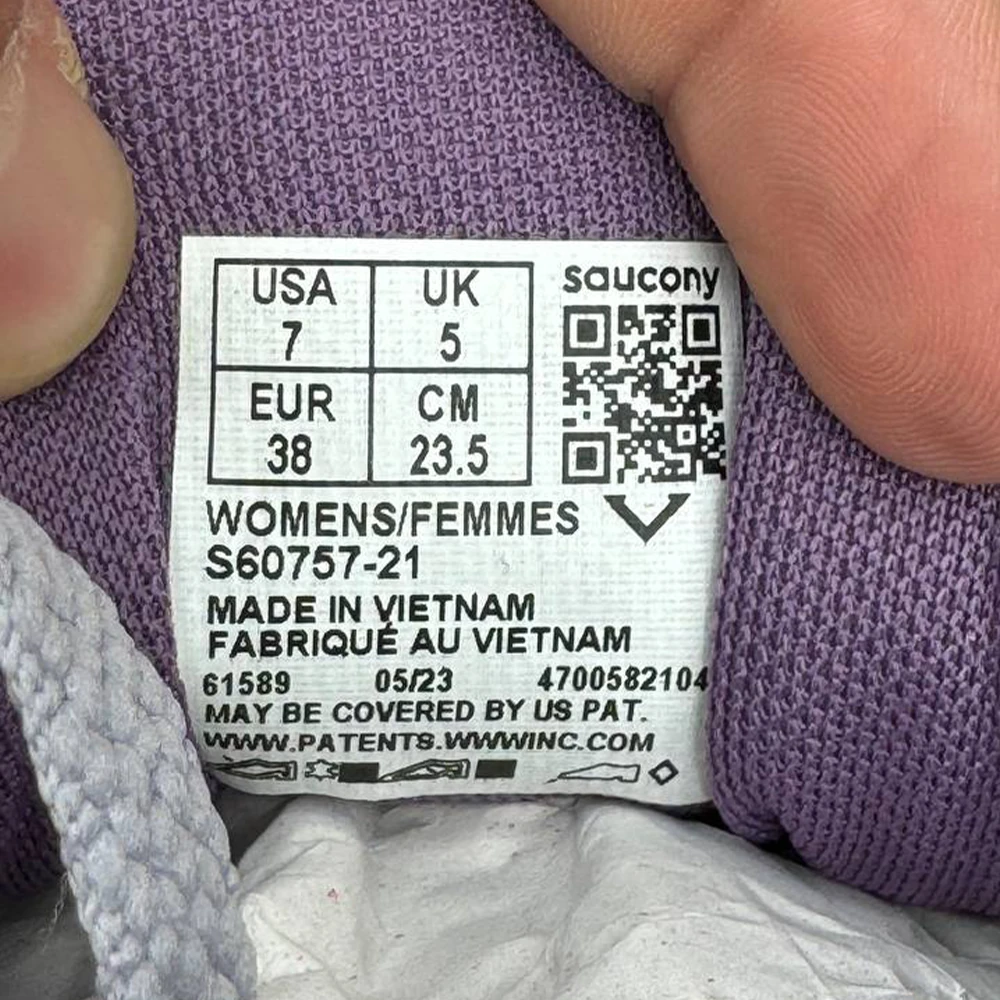 USA UK
7 5
EUR CM
38 23.5
saucony
WOMENS/FEMMES
S60757-21
MADE IN VIETNAM
FABRIQUÉ AU VIETNAM
61589 05/23 4700582104
MAY BE COVERED BY US PAT.
WWW.PATENTS.WWWINC.COM